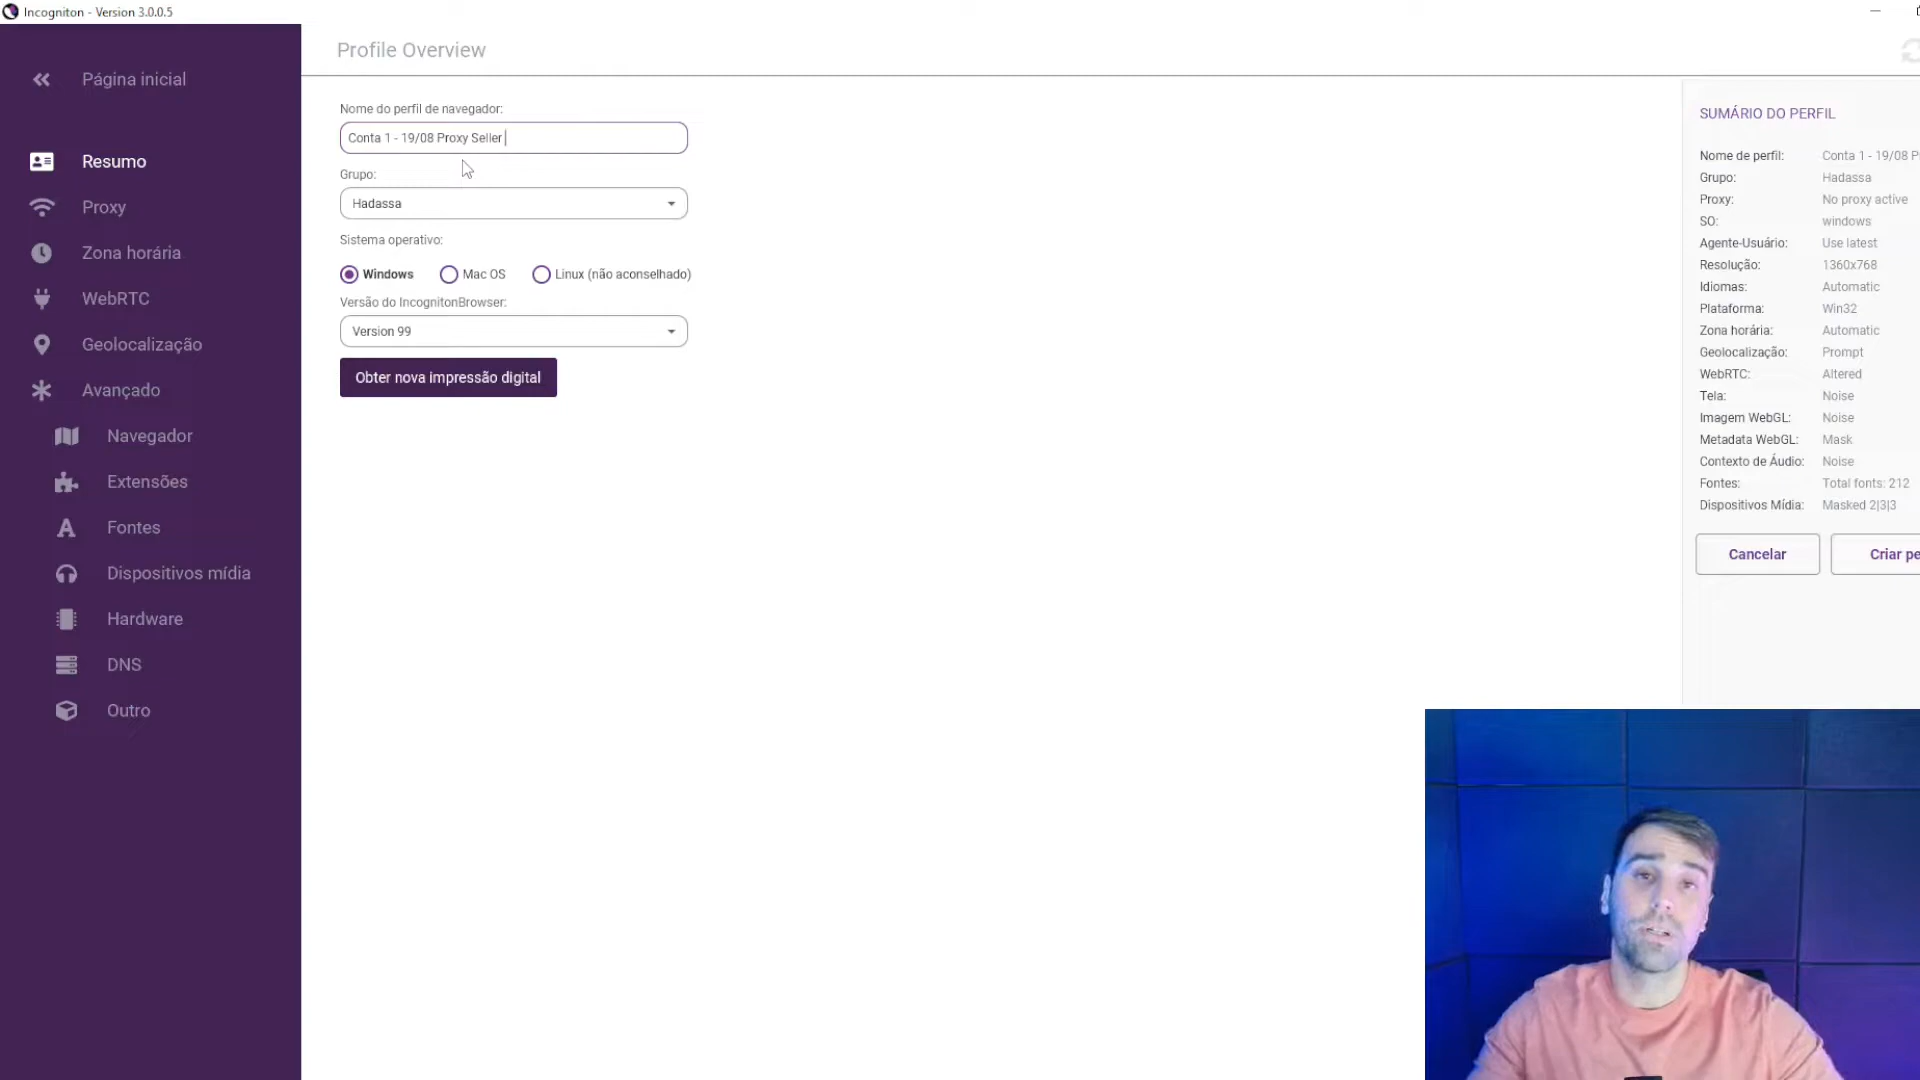 Incogniton - Version 3.0.0.5
Página inicial
Resumo
Proxy
Zona horária
WebRTC
Geolocalização
Avançado
Navegador
Extensões
Fontes
Dispositivos mídia
Hardware
DNS
Outro
Profile Overview
Nome do perfil de navegador:
Conta 1 - 19/08 Proxy Seller
Grupo:
Hadassa
Sistema operativo:
Windows Mac OS Linux (não aconselhado)
Versão do IncognitonBrowser:
Version 99
Obter nova impressão digital
SUMÁRIO DO PERFIL
Nome de perfil: Conta 1 - 19/08 P
Grupo: Hadassa
Proxy: No proxy active
SO: windows
Agente-Usuário: Use latest
Resolução: 1360x768
Idiomas: Automatic
Plataforma: Win32
Zona horária: Automatic
Geolocalização: Prompt
WebRTC: Altered
Tela: Noise
Imagem WebGL: Noise
Metadata WebGL: Mask
Contexto de Áudio: Noise
Fontes: Total fonts: 212
Dispositivos Mídia: Masked 2|3|3
Cancelar Criar pe